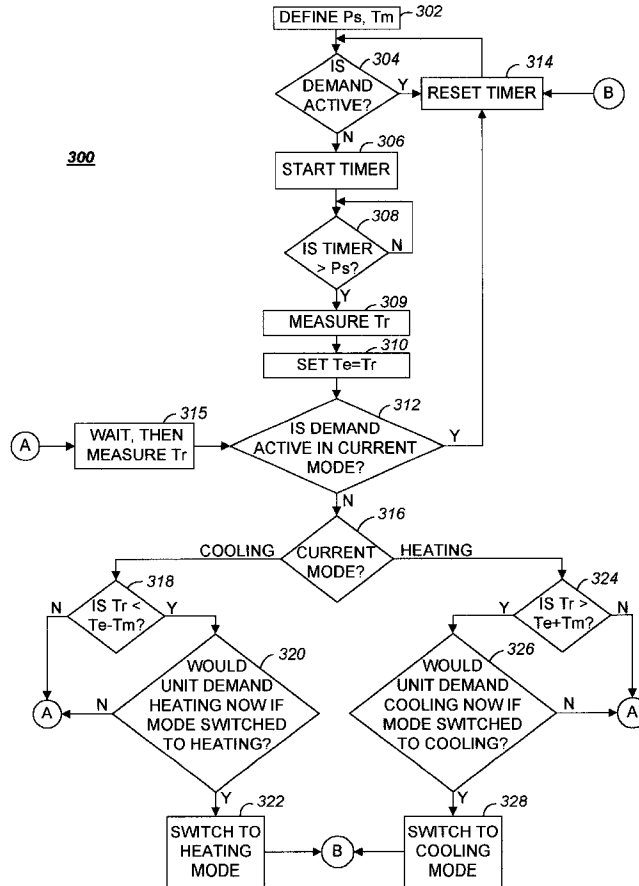 DEFINE Ps, Tm
302
304
IS
DEMAND
ACTIVE?
Y
N
314
RESET TIMER
B
300
306
START TIMER
308
IS TIMER
> Ps?
N
Y
309
MEASURE Tr
310
SET Te=Tr
312
IS DEMAND
ACTIVE IN CURRENT
MODE?
Y
N
A
315
WAIT, THEN
MEASURE Tr
316
CURRENT
MODE?
COOLING
HEATING
318
IS Tr <
Te-Tm?
N
Y
A
324
IS Tr >
Te+Tm?
Y
N
A
320
WOULD
UNIT DEMAND
HEATING NOW IF
MODE SWITCHED
TO HEATING?
N
Y
326
WOULD
UNIT DEMAND
COOLING NOW IF
MODE SWITCHED
TO COOLING?
N
Y
322
SWITCH TO
HEATING
MODE
B
328
SWITCH TO
COOLING
MODE